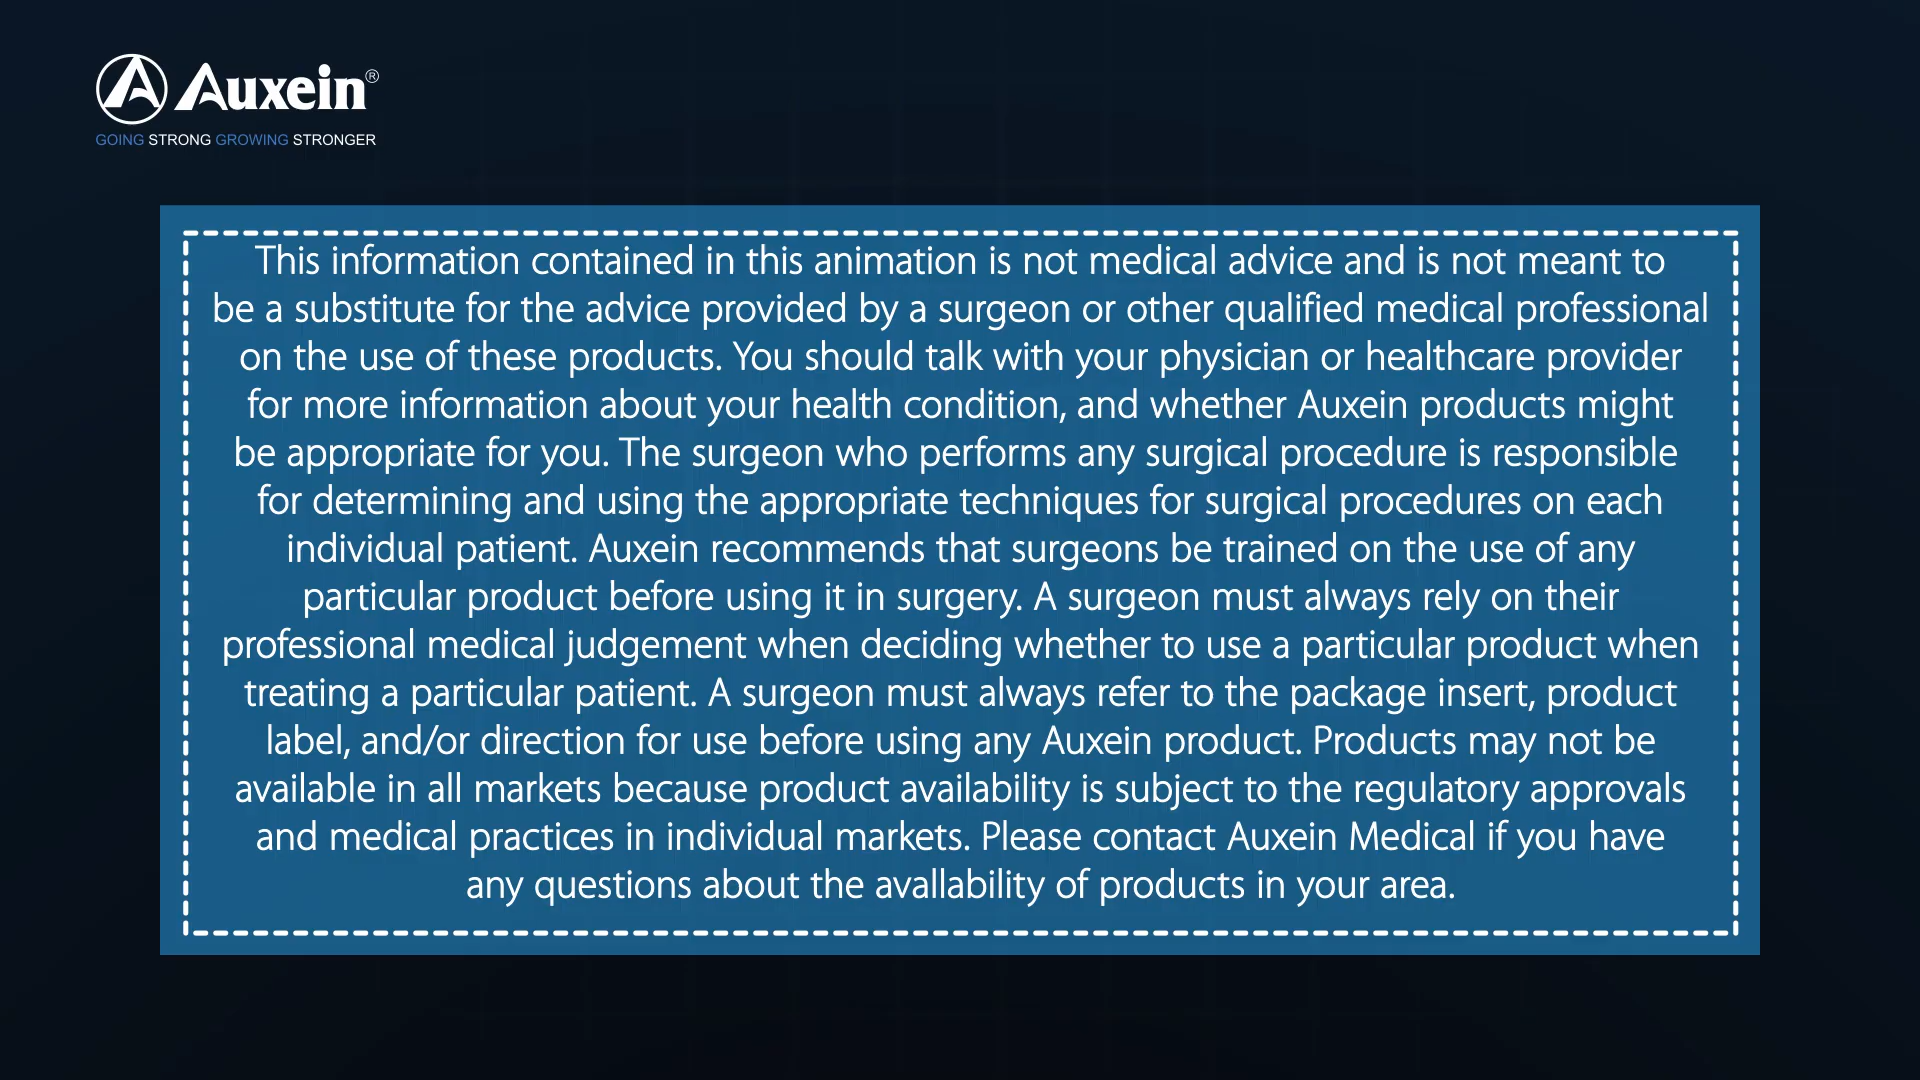 Auxein®
GOING STRONG GROWING STRONGER
This information contained in this animation is not medical advice and is not meant to
be a substitute for the advice provided by a surgeon or other qualified medical professional
on the use of these products. You should talk with your physician or healthcare provider
for more information about your health condition, and whether Auxein products might
be appropriate for you. The surgeon who performs any surgical procedure is responsible
for determining and using the appropriate techniques for surgical procedures on each
individual patient. Auxein recommends that surgeons be trained on the use of any
particular product before using it in surgery. A surgeon must always rely on their
professional medical judgement when deciding whether to use a particular product when
treating a particular patient. A surgeon must always refer to the package insert, product
label, and/or direction for use before using any Auxein product. Products may not be
available in all markets because product availability is subject to the regulatory approvals
and medical practices in individual markets. Please contact Auxein Medical if you have
any questions about the avallability of products in your area.